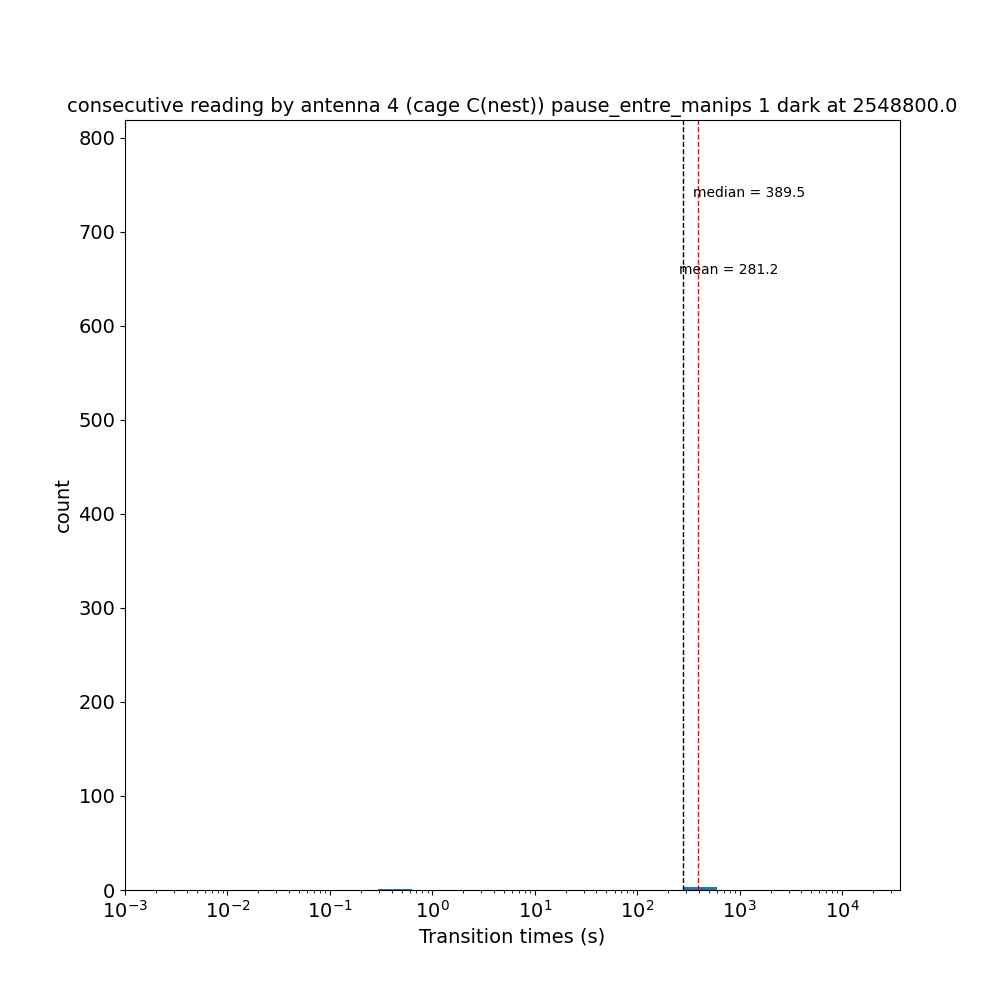 consecutive reading by antenna 4 (cage C(nest)) pause_entre_manips 1 dark at 2548800.0
800
median = 389.5
700
mean = 281.2
600
500
count
400
300
200
100
0
10⁻³ 10⁻² 10⁻¹ 10⁰ 10¹ 10² 10³ 10⁴
Transition times (s)